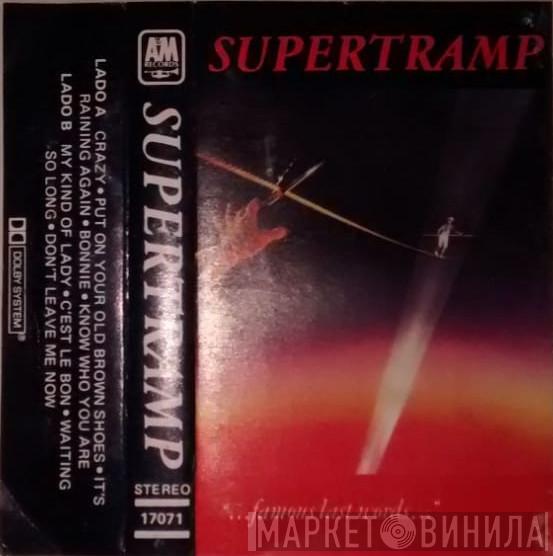 LADO A CRAZY • PUT ON YOUR OLD BROWN SHOES • IT'S
RAINING AGAIN • BONNIE • KNOW WHO YOU ARE
LADO B MY KIND OF LADY • C'EST LE BON • WAITING
SO LONG • DON'T LEAVE ME NOW
DOLBY SYSTEM®
A&M
RECORDS
SUPERTRAMP
STEREO
17071
SUPERTRAMP
"...famous last words..."
МАРКЕТ ВИНИЛА